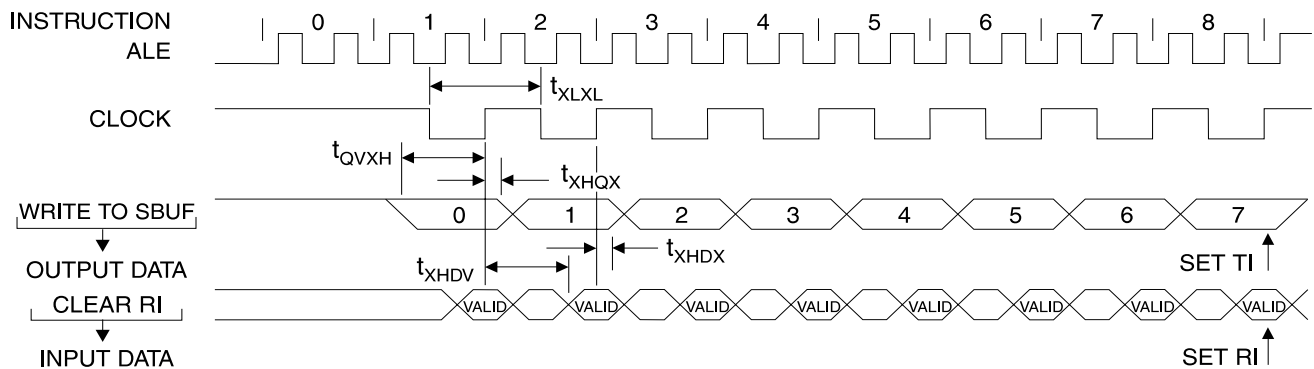 INSTRUCTION 0 1 2 3 4 5 6 7 8
ALE
tXLXL
CLOCK
tQVXH
tXHQX
WRITE TO SBUF 0 1 2 3 4 5 6 7
tXHDX
tXHDV
OUTPUT DATA SET TI
CLEAR RI VALID VALID VALID VALID VALID VALID VALID VALID
INPUT DATA SET RI